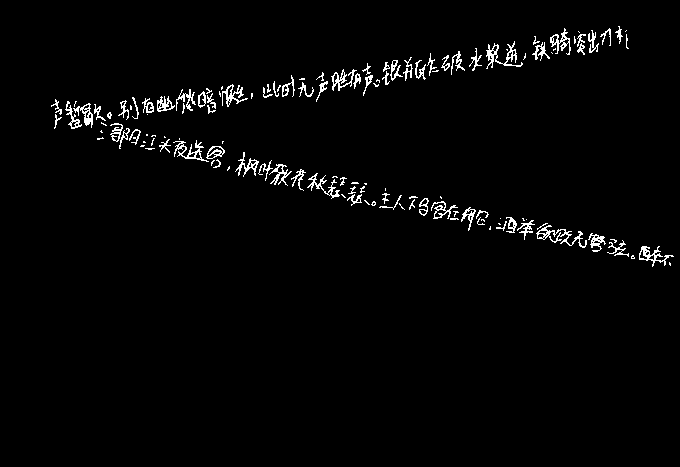 声暂歇。别有幽愁暗恨生，此时无声胜有声。银瓶乍破水浆迸，铁骑突出刀枪
浔阳江头夜送客，枫叶荻花秋瑟瑟。主人下马客在船，酒举欲饮无管弦。醉不